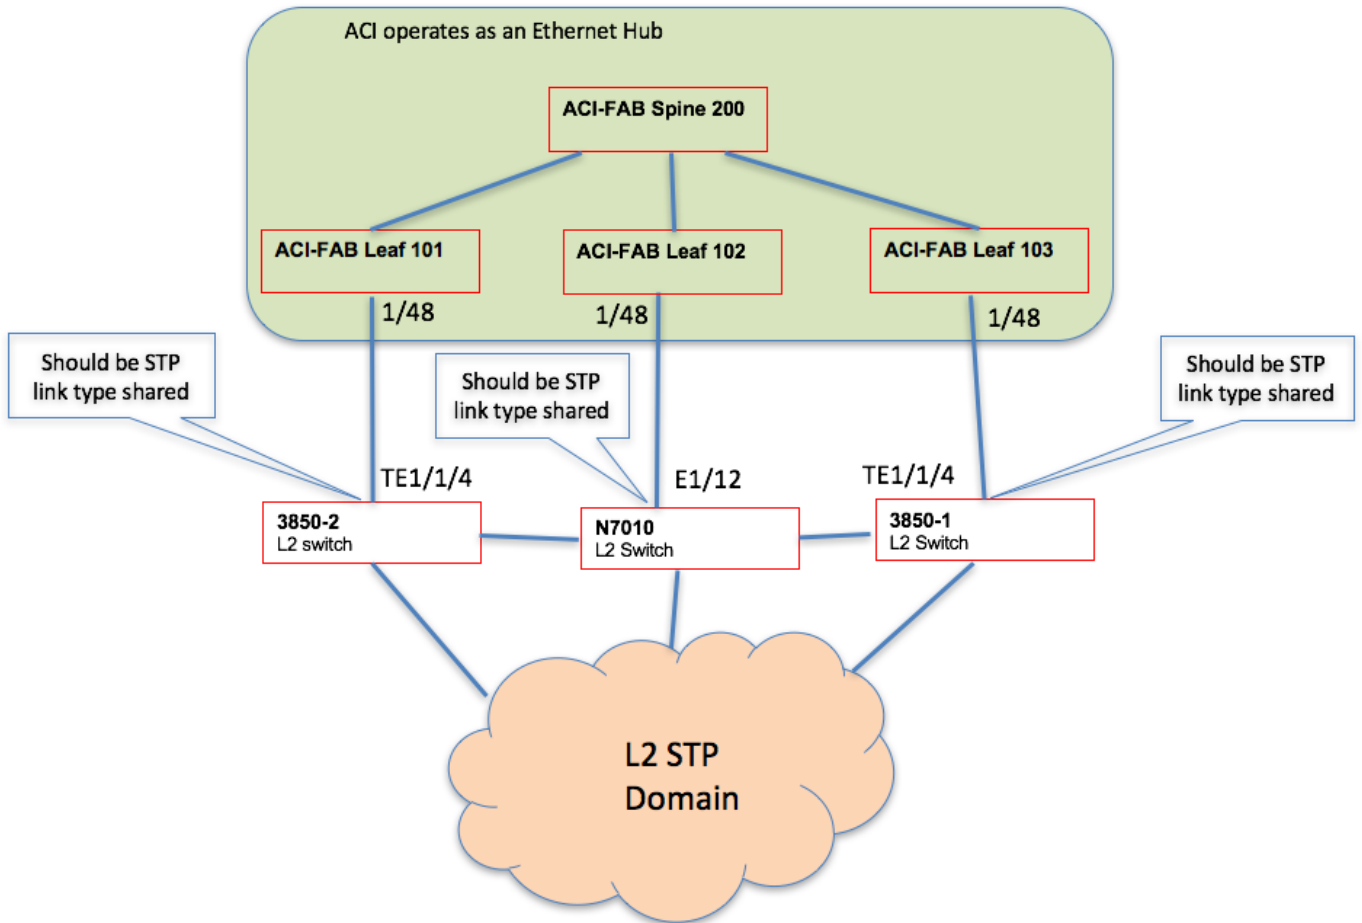 ACI operates as an Ethernet Hub
ACI-FAB Spine 200
ACI-FAB Leaf 101
ACI-FAB Leaf 102
ACI-FAB Leaf 103
1/48
1/48
1/48
Should be STP
link type shared
Should be STP
link type shared
Should be STP
link type shared
TE1/1/4
E1/12
TE1/1/4
3850-2
L2 switch
N7010
L2 Switch
3850-1
L2 Switch
L2 STP
Domain